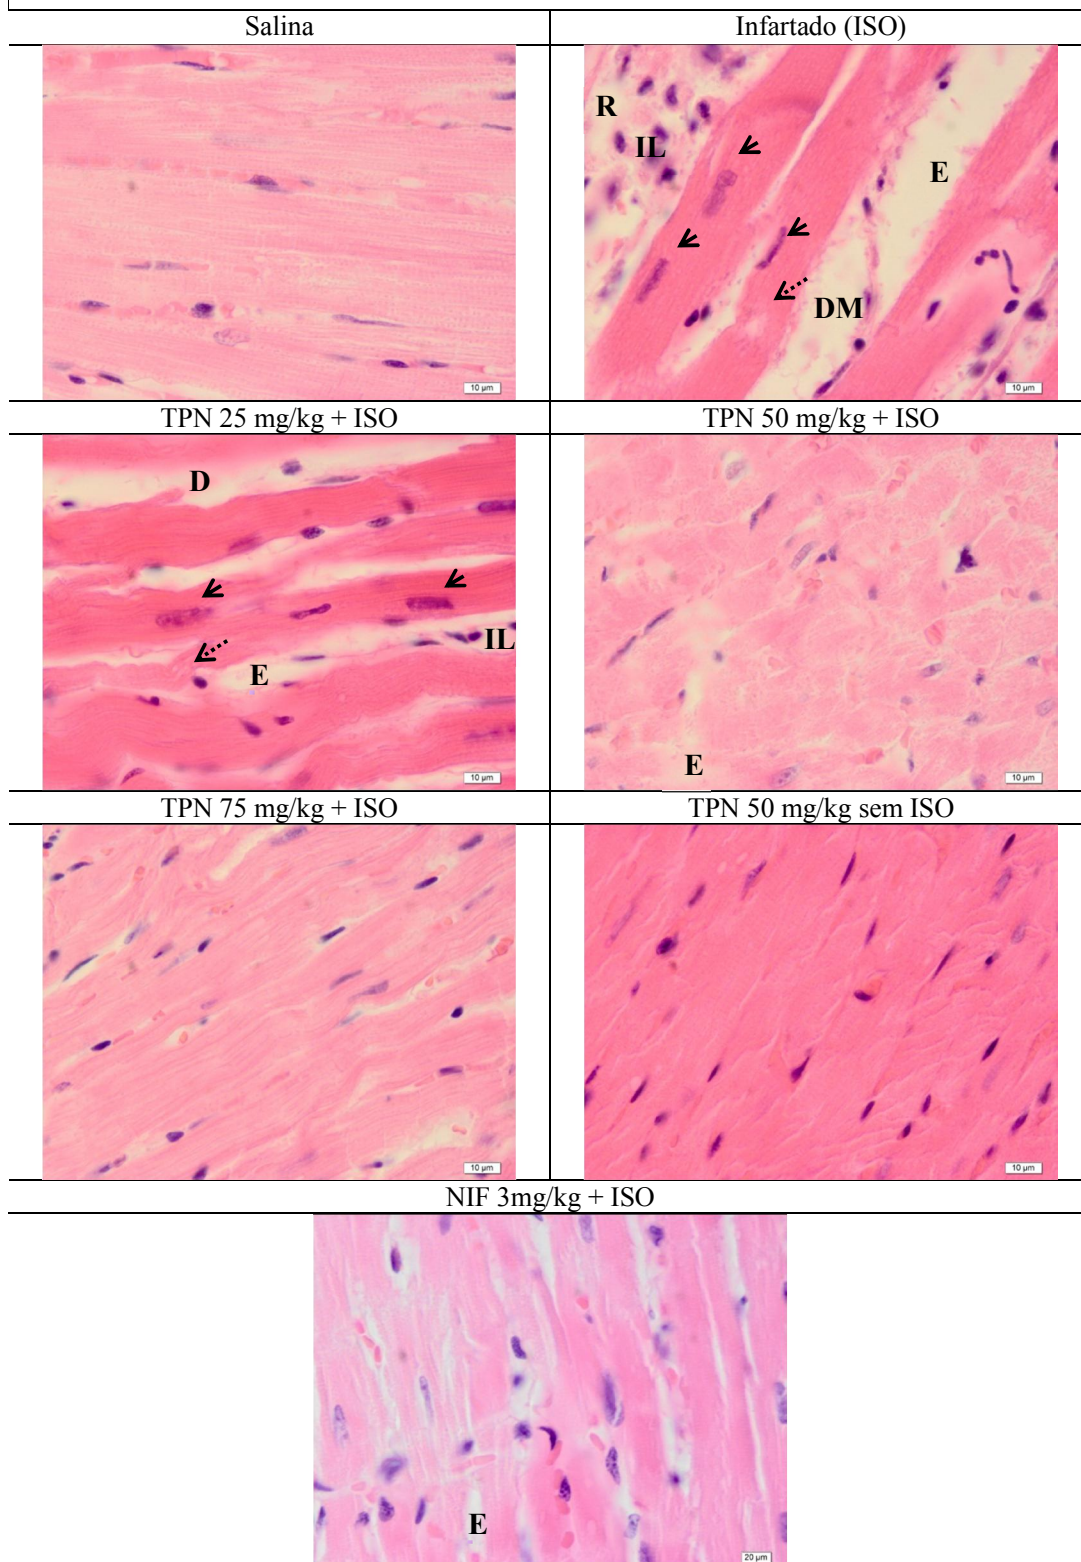 Salina
Infartado (ISO)
R
IL
E
DM
10 µm
10 µm
TPN 25 mg/kg + ISO
TPN 50 mg/kg + ISO
D
IL
E
10 µm
E
10 µm
TPN 75 mg/kg + ISO
TPN 50 mg/kg sem ISO
10 µm
10 µm
NIF 3mg/kg + ISO
E
20 µm